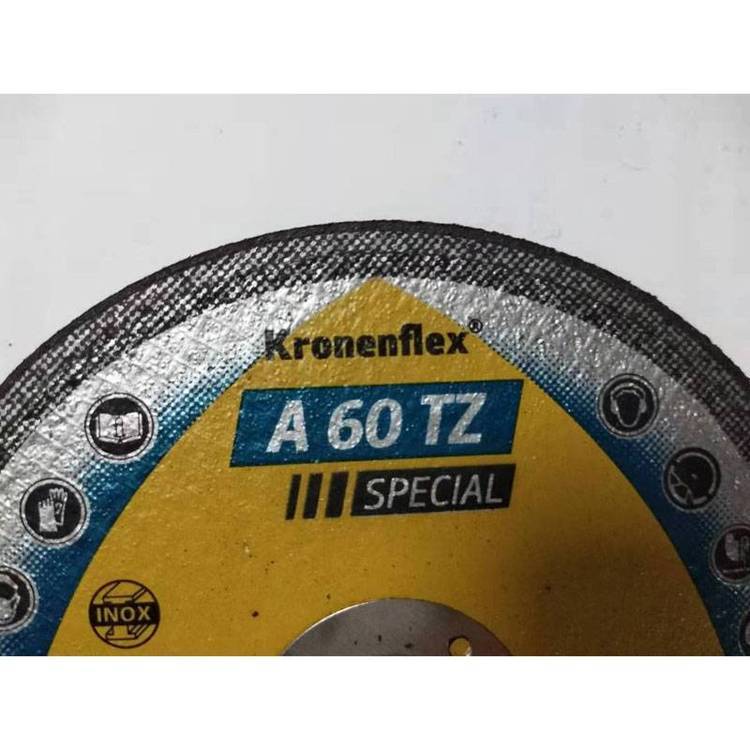 Kronenflex®
A 60 TZ
SPECIAL
INOX